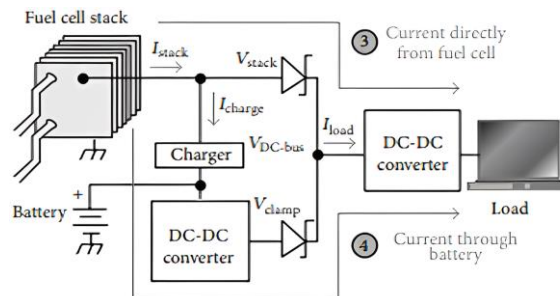 Fuel cell stack
I_stack
V_stack
3
Current directly
from fuel cell
I_charge
I_load
Charger
V_DC-bus
DC-DC
converter
+
Battery
V_clamp
DC-DC
converter
Load
4
Current through
battery